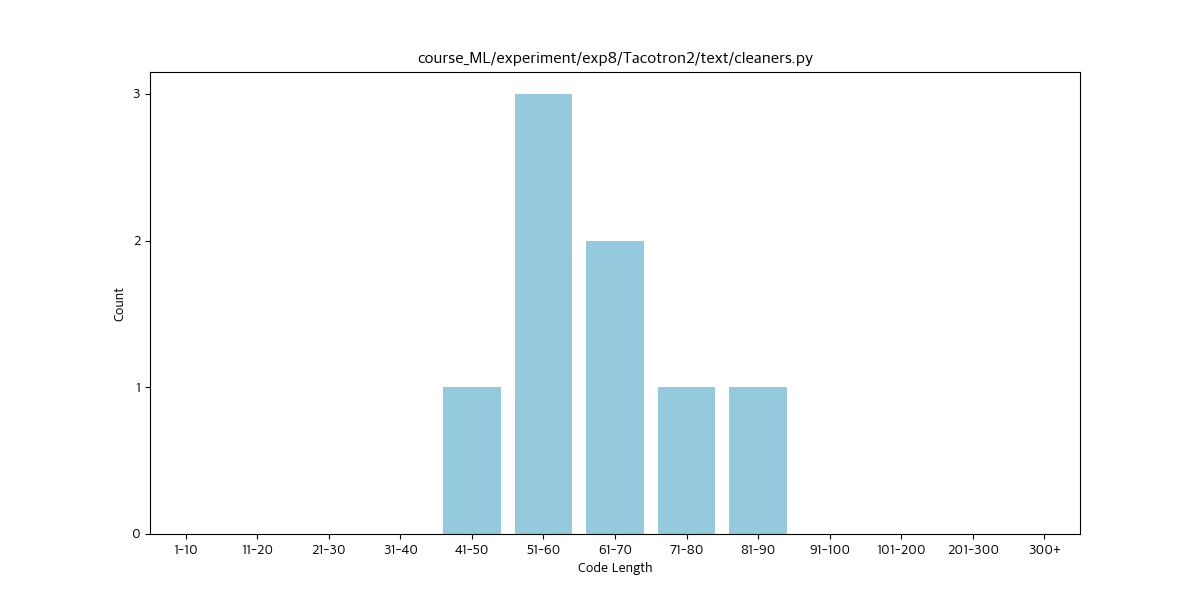 course_ML/experiment/exp8/Tacotron2/text/cleaners.py
3
2
1
0
Count
1-10 11-20 21-30 31-40 41-50 51-60 61-70 71-80 81-90 91-100 101-200 201-300 300+
Code Length